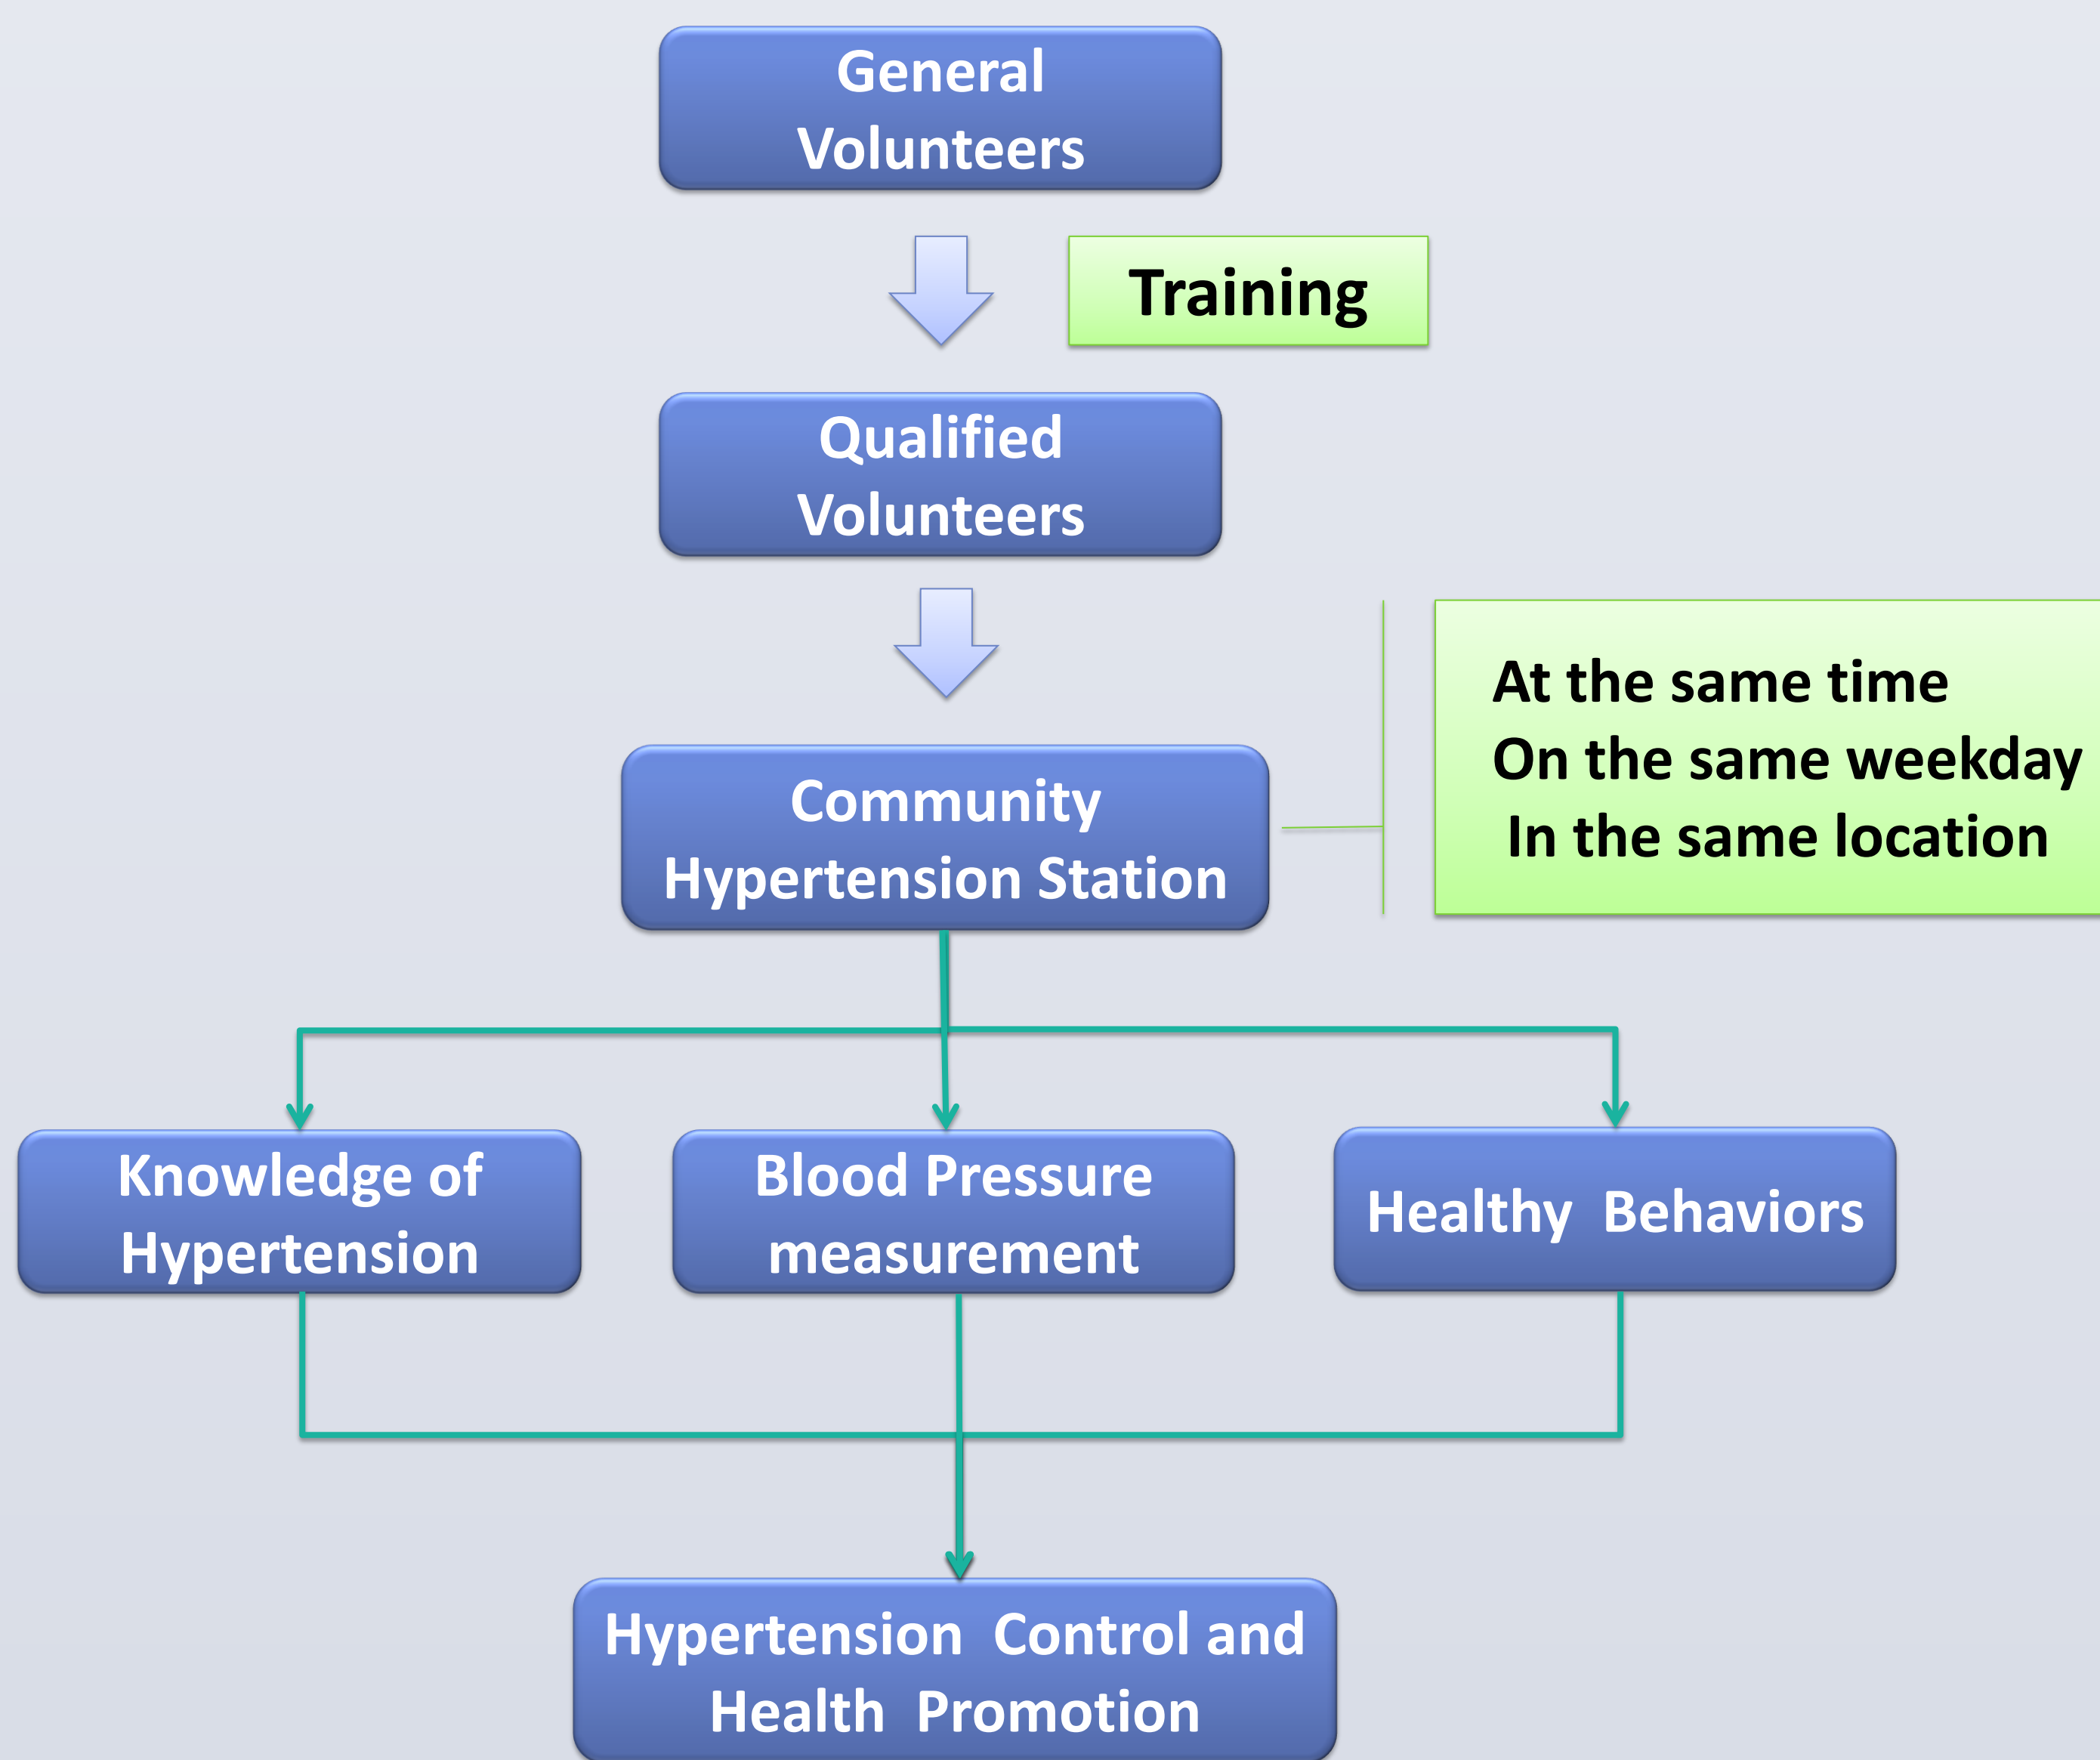 General
Volunteers
Training
Qualified
Volunteers
At the same time
On the same weekday
In the same location
Community
Hypertension Station
Knowledge of
Hypertension
Blood Pressure
measurement
Healthy Behaviors
Hypertension Control and
Health Promotion